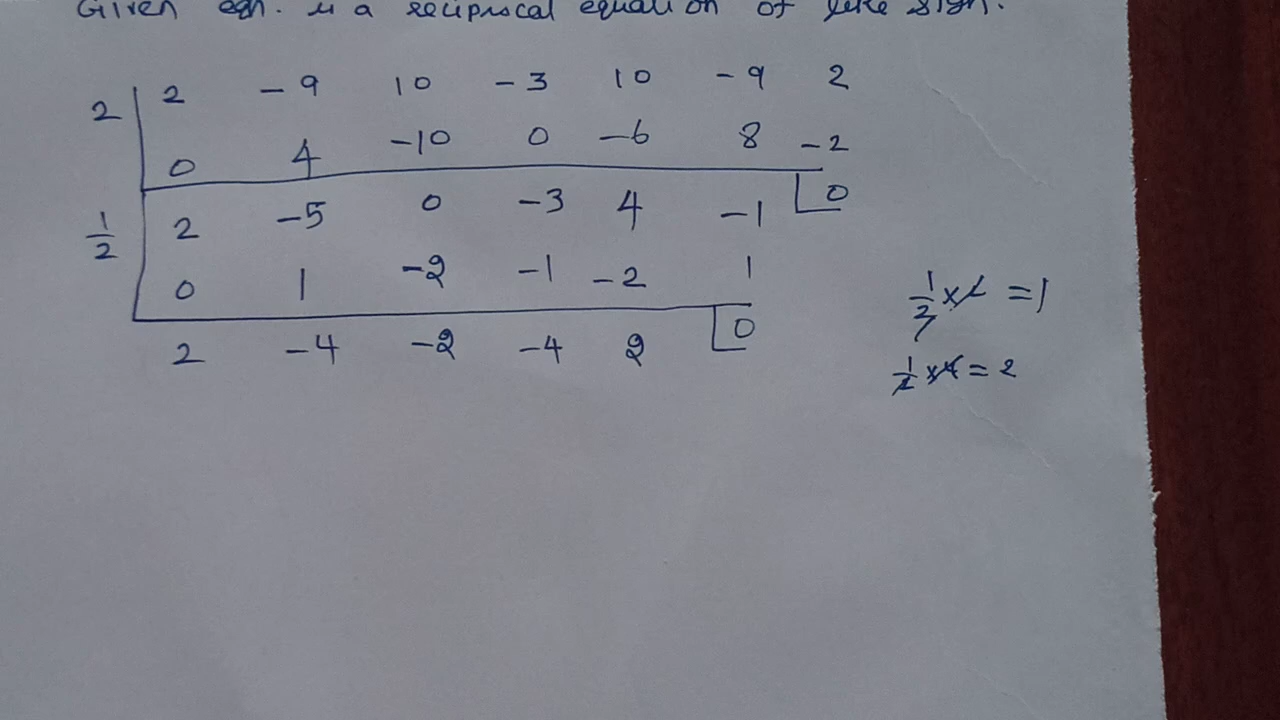 Given eqn. is a reciprocal equation of like sign.
2 | 2 -9 10 -3 10 -9 2
0 4 -10 0 -6 8 -2
1/2 | 2 -5 0 -3 4 -1 |0
0 1 -2 -1 -2 1
2 -4 -2 -4 2 |0
1/2 × 2 = 1
1/2 × 4 = 2